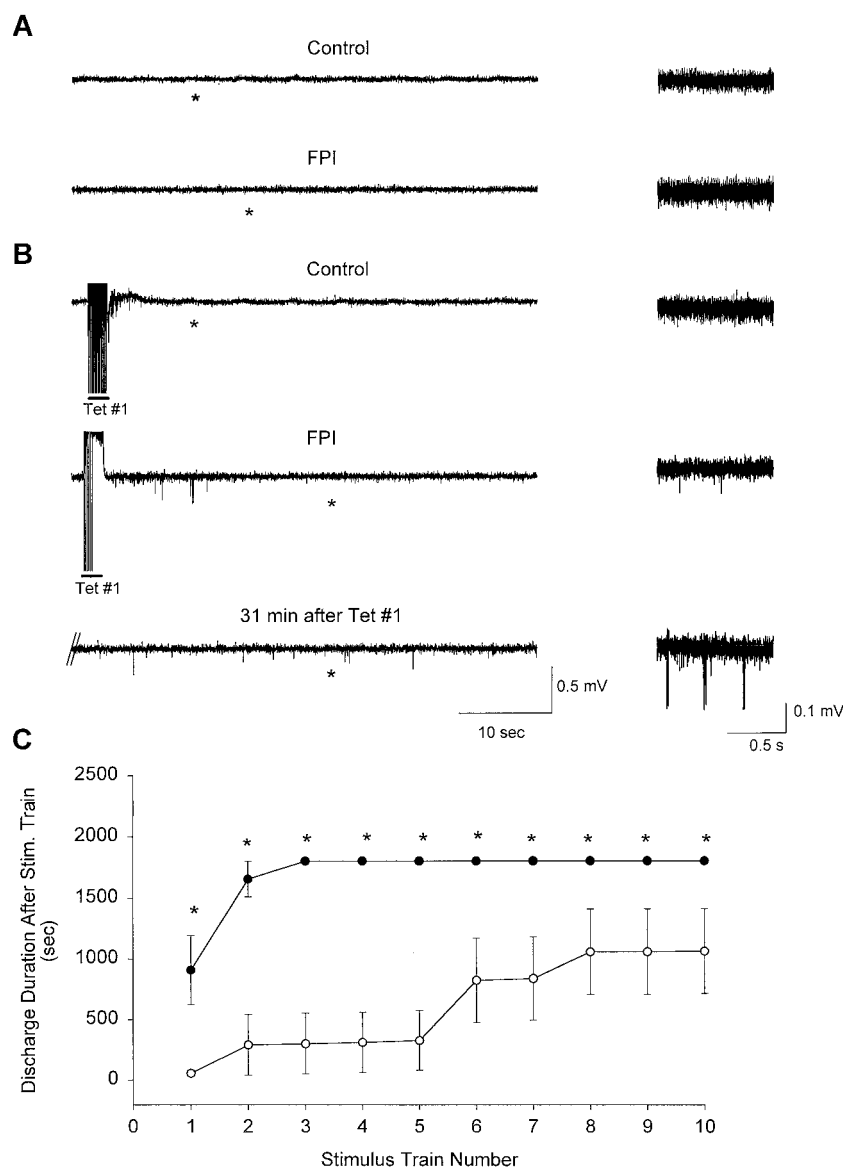 A
Control
*
FPI
*
B
Control
*
Tet #1
FPI
*
Tet #1
31 min after Tet #1
*
0.5 mV
10 sec
0.1 mV
0.5 s
C
2500
2000
1500
1000
500
0
Discharge Duration After Stim. Train
(sec)
* * * * * * * * * *
0 1 2 3 4 5 6 7 8 9 10
Stimulus Train Number